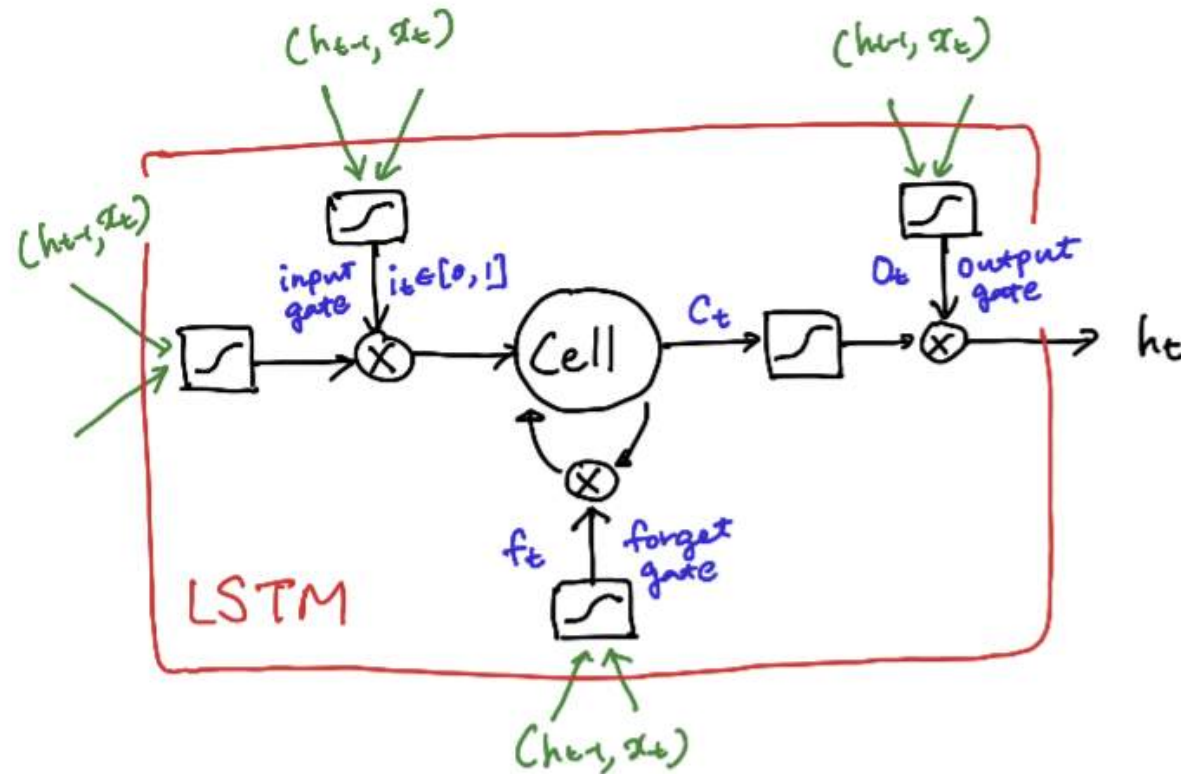 (hₜ₋₁, xₜ)
(hₜ₋₁, xₜ)
(hₜ₋₁, xₜ)
input
gate
iₜ ∈ [0, 1]
Oₜ
output
gate
Cell
Cₜ
X
X
hₜ
X
fₜ
forget
gate
LSTM
(hₜ₋₁, xₜ)